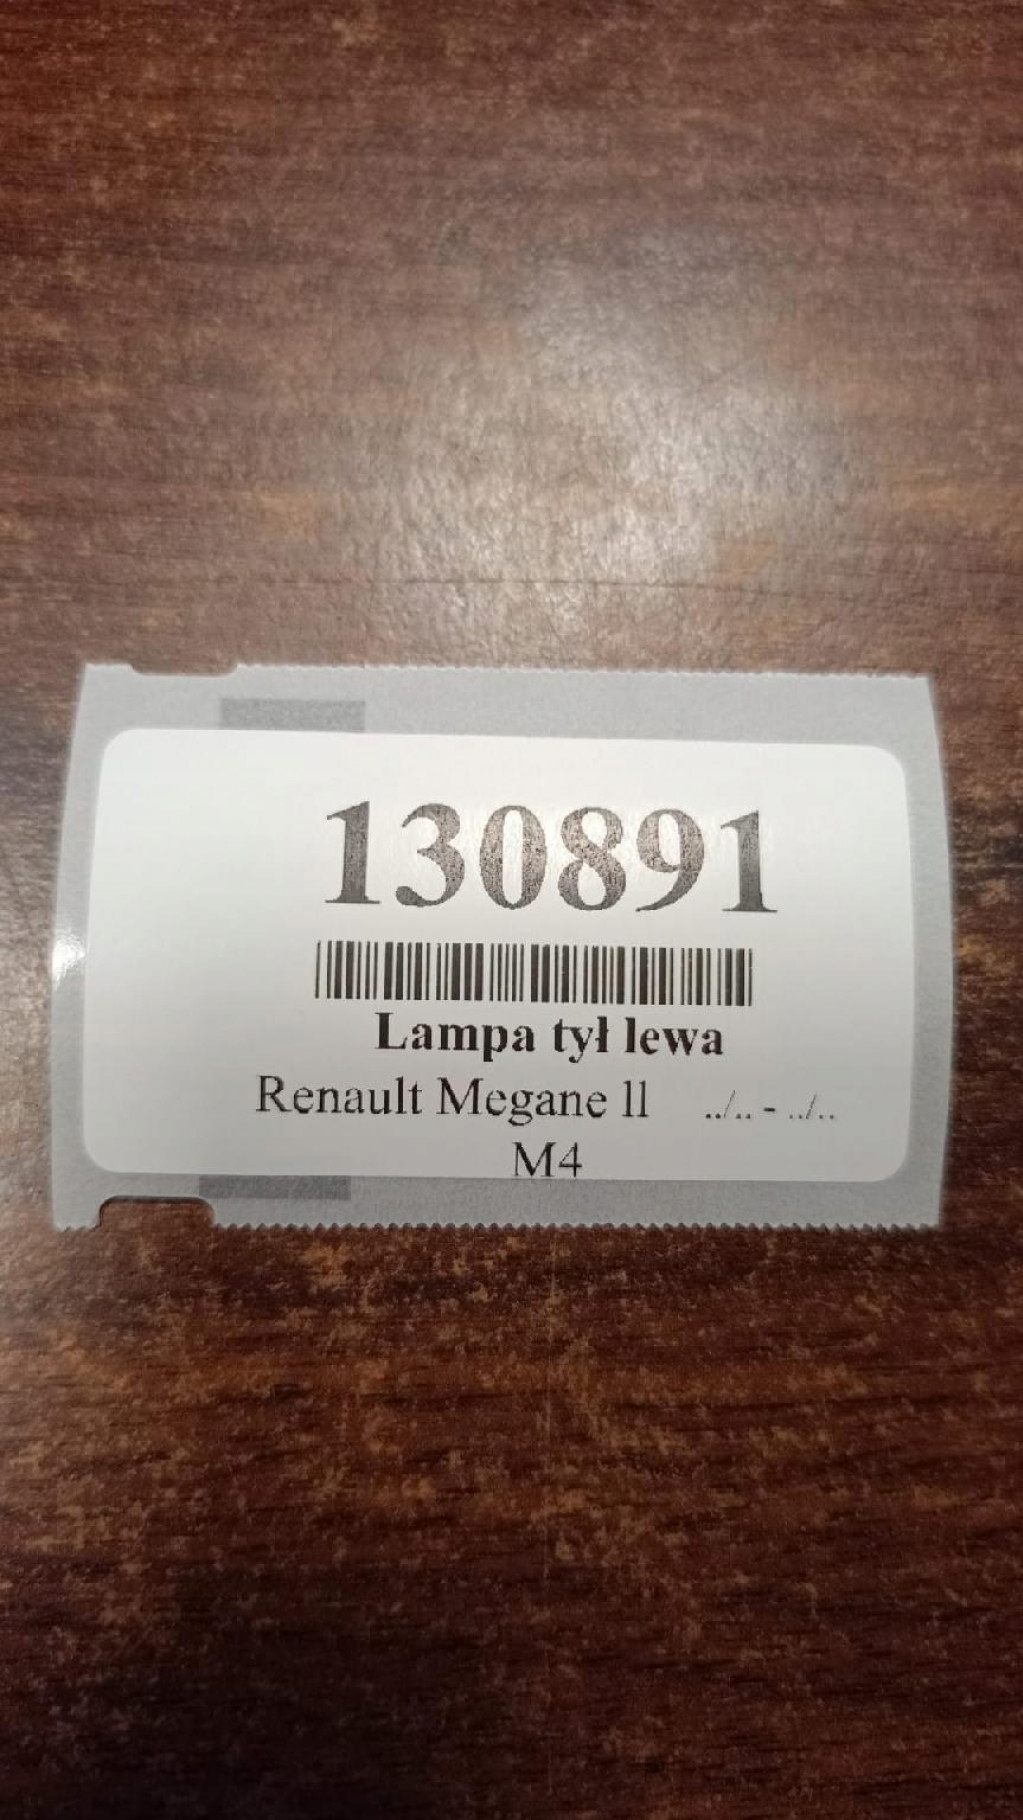 130891
Lampa tył lewa
Renault Megane ll ../.. - ../..
M4